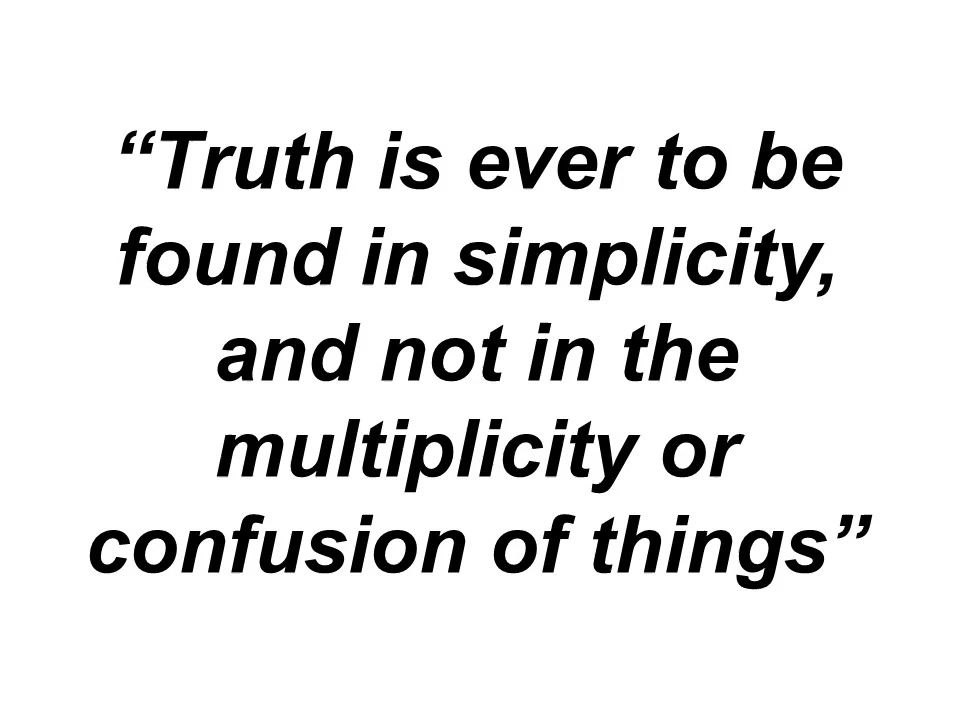 “Truth is ever to be
found in simplicity,
and not in the
multiplicity or
confusion of things”